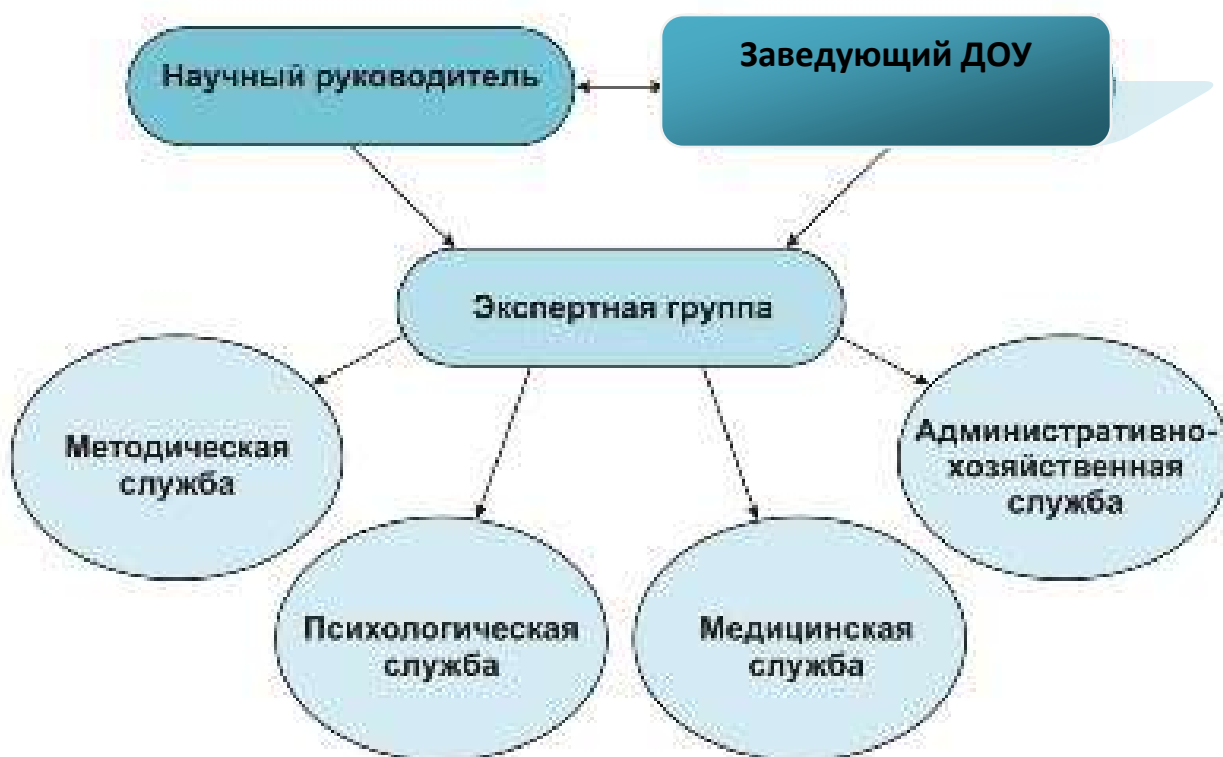 Научный руководитель
Заведующий ДОУ
Экспертная группа
Методическая
служба
Административно-
хозяйственная
служба
Психологическая
служба
Медицинская
служба